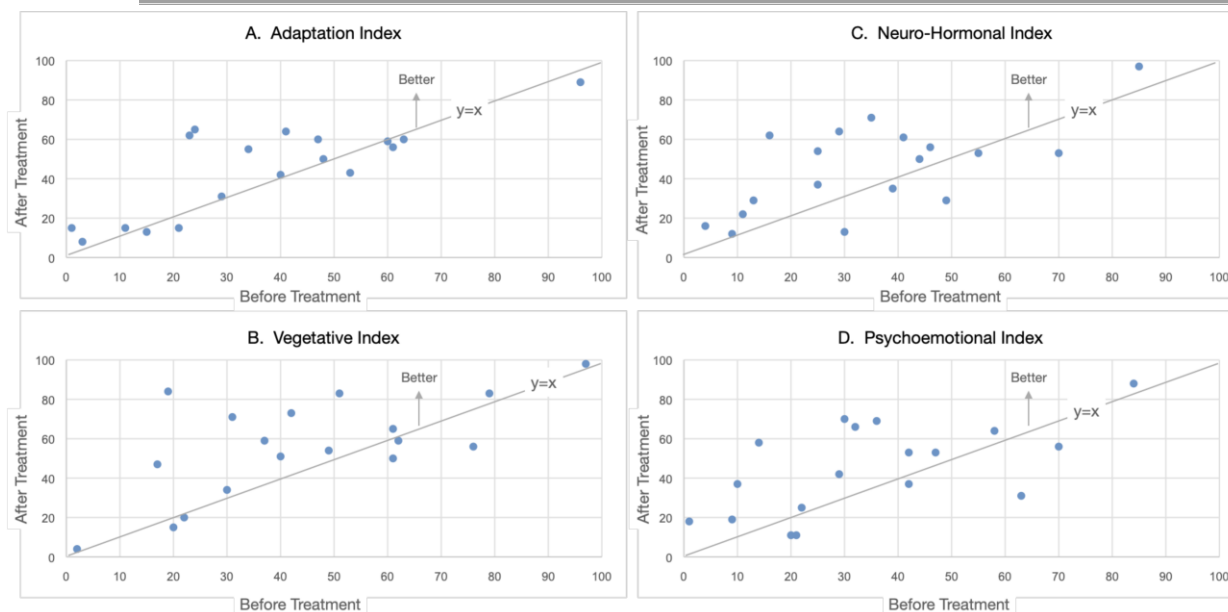 A. Adaptation Index
100
80
60
40
20
0
After Treatment
Better
y=x
0 10 20 30 40 50 60 70 80 90 100
Before Treatment
C. Neuro-Hormonal Index
100
80
60
40
20
0
After Treatment
Better
y=x
0 10 20 30 40 50 60 70 80 90 100
Before Treatment
B. Vegetative Index
100
80
60
40
20
0
After Treatment
Better
y=x
0 10 20 30 40 50 60 70 80 90 100
Before Treatment
D. Psychoemotional Index
100
80
60
40
20
0
After Treatment
Better
y=x
0 10 20 30 40 50 60 70 80 90 100
Before Treatment